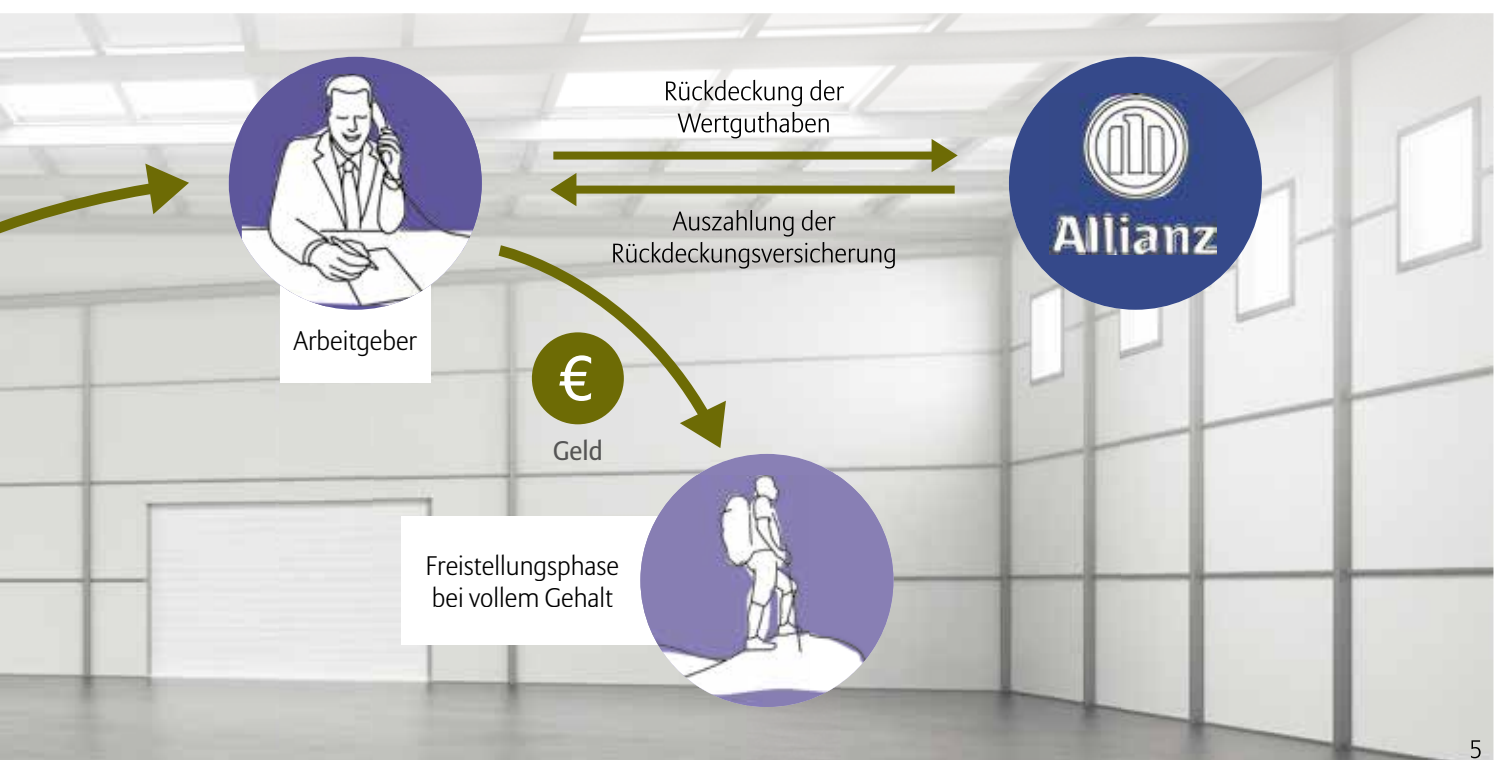 Rückdeckung der
Wertguthaben
Auszahlung der
Rückdeckungsversicherung
Allianz
Arbeitgeber
€
Geld
Freistellungsphase
bei vollem Gehalt
5